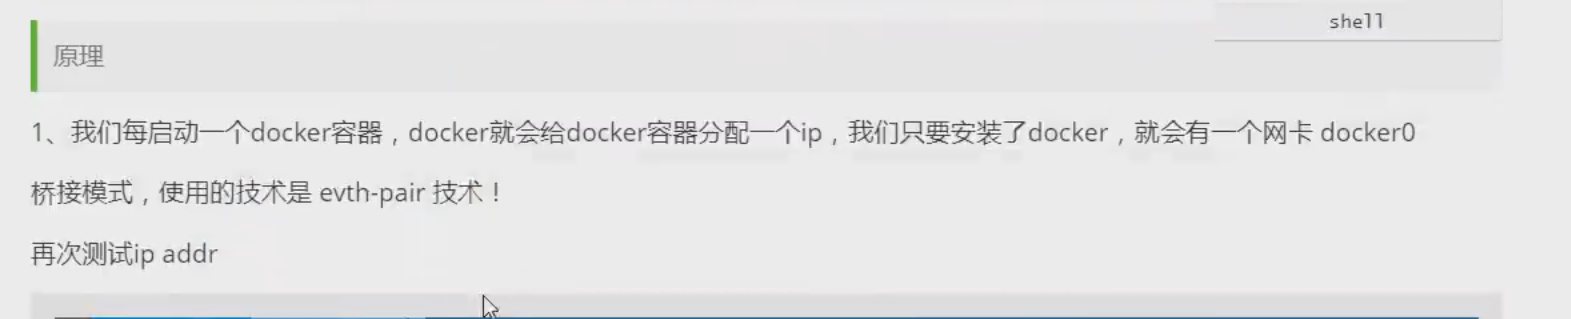 shell
原理
1、我们每启动一个docker容器，docker就会给docker容器分配一个ip，我们只要安装了docker，就会有一个网卡 docker0
桥接模式，使用的技术是 evth-pair 技术！
再次测试ip addr